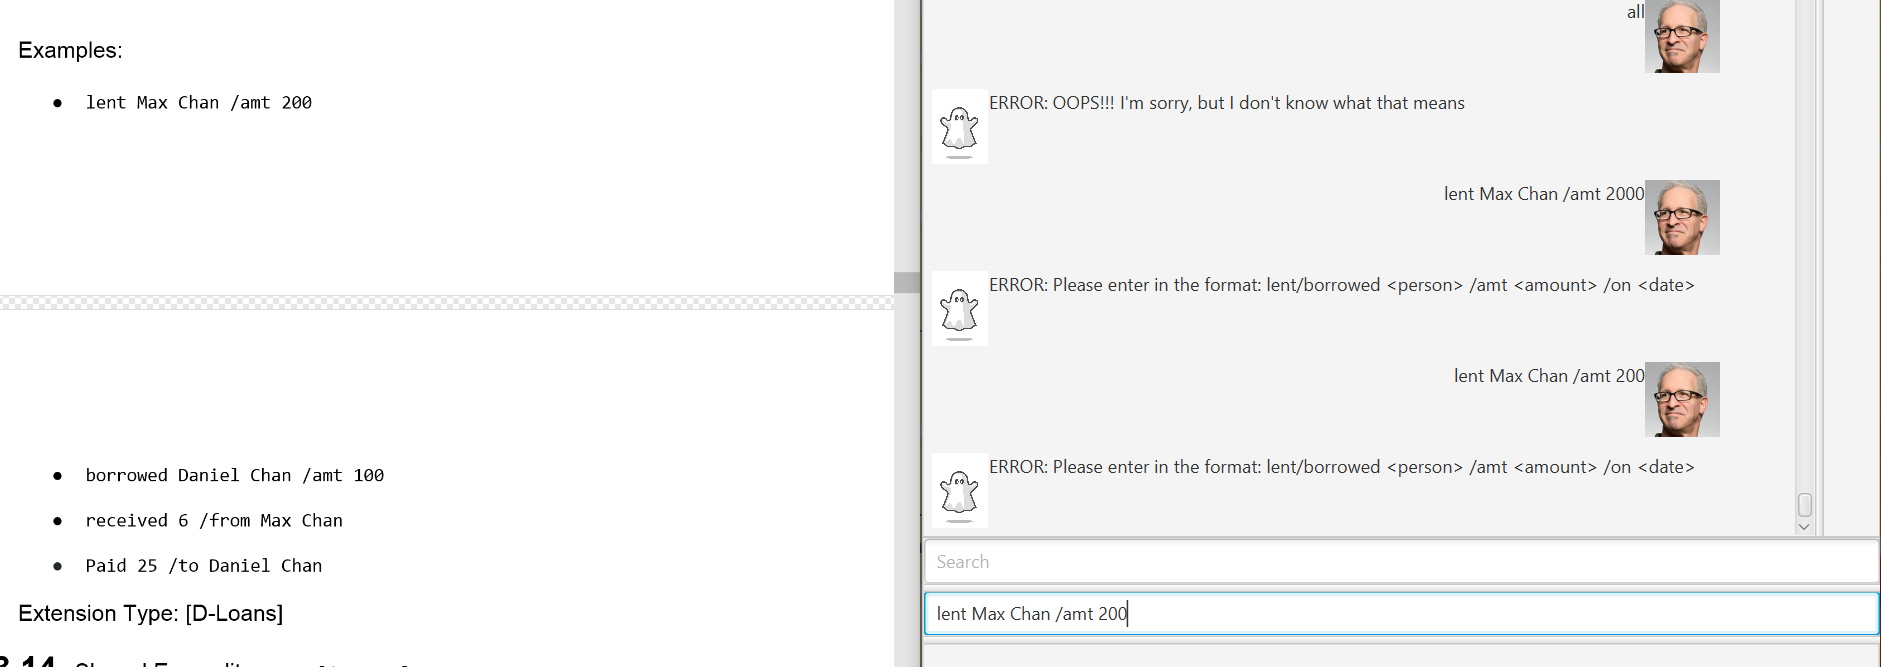 Examples:
● lent Max Chan /amt 200
● borrowed Daniel Chan /amt 100
● received 6 /from Max Chan
● Paid 25 /to Daniel Chan
Extension Type: [D-Loans]
all
ERROR: OOPS!!! I'm sorry, but I don't know what that means
lent Max Chan /amt 2000
ERROR: Please enter in the format: lent/borrowed <person> /amt <amount> /on <date>
lent Max Chan /amt 200
ERROR: Please enter in the format: lent/borrowed <person> /amt <amount> /on <date>
Search
lent Max Chan /amt 200